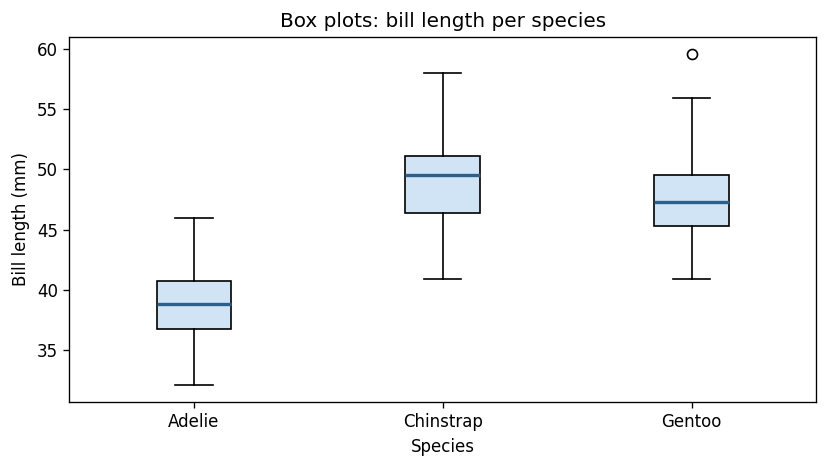 Box plots: bill length per species
60
55
50
45
40
35
Bill length (mm)
Adelie Chinstrap Gentoo
Species